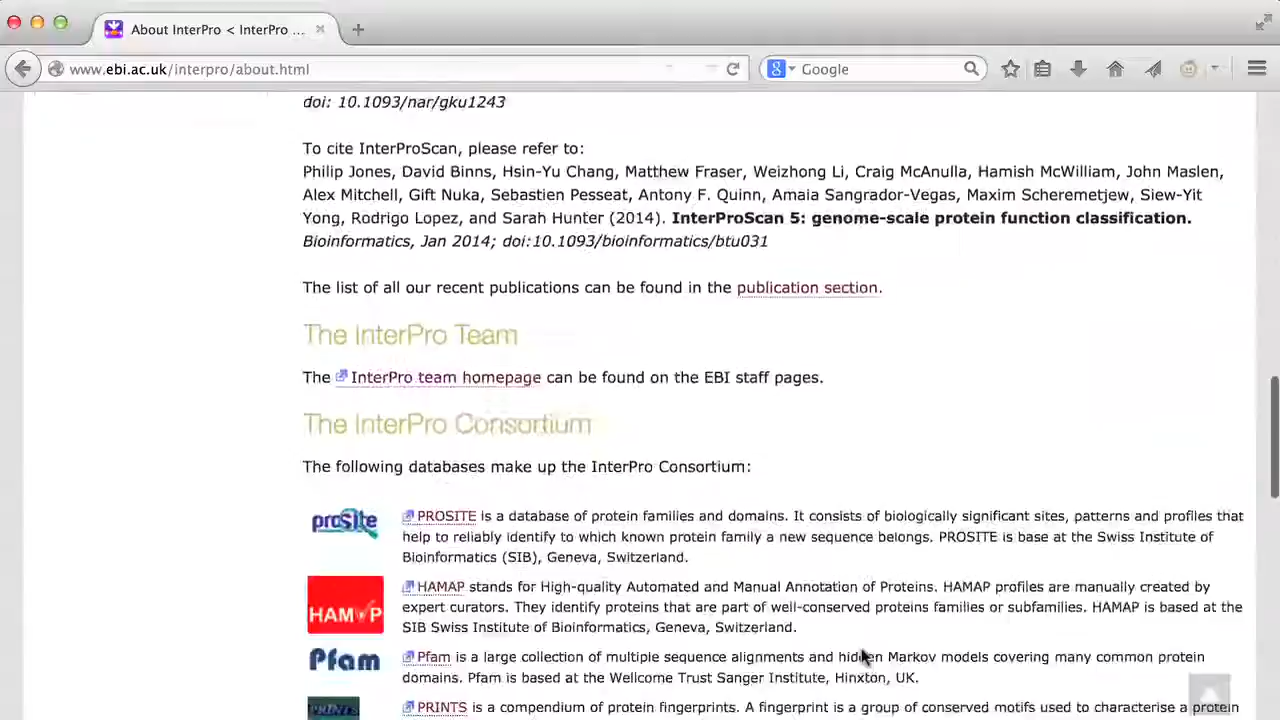 About InterPro < InterPro ...
www.ebi.ac.uk/interpro/about.html
Google
doi: 10.1093/nar/gku1243
To cite InterProScan, please refer to:
Philip Jones, David Binns, Hsin-Yu Chang, Matthew Fraser, Weizhong Li, Craig McAnulla, Hamish McWilliam, John Maslen,
Alex Mitchell, Gift Nuka, Sebastien Pesseat, Antony F. Quinn, Amaia Sangrador-Vegas, Maxim Scheremetjew, Siew-Yit
Yong, Rodrigo Lopez, and Sarah Hunter (2014). InterProScan 5: genome-scale protein function classification.
Bioinformatics, Jan 2014; doi:10.1093/bioinformatics/btu031
The list of all our recent publications can be found in the publication section.
The InterPro Team
The InterPro team homepage can be found on the EBI staff pages.
The InterPro Consortium
The following databases make up the InterPro Consortium:
prosite
PROSITE is a database of protein families and domains. It consists of biologically significant sites, patterns and profiles that
help to reliably identify to which known protein family a new sequence belongs. PROSITE is base at the Swiss Institute of
Bioinformatics (SIB), Geneva, Switzerland.
HAMAP
HAMAP stands for High-quality Automated and Manual Annotation of Proteins. HAMAP profiles are manually created by
expert curators. They identify proteins that are part of well-conserved proteins families or subfamilies. HAMAP is based at the
SIB Swiss Institute of Bioinformatics, Geneva, Switzerland.
Pfam
Pfam is a large collection of multiple sequence alignments and hidden Markov models covering many common protein
domains. Pfam is based at the Wellcome Trust Sanger Institute, Hinxton, UK.
PRINTS
PRINTS is a compendium of protein fingerprints. A fingerprint is a group of conserved motifs used to characterise a protein